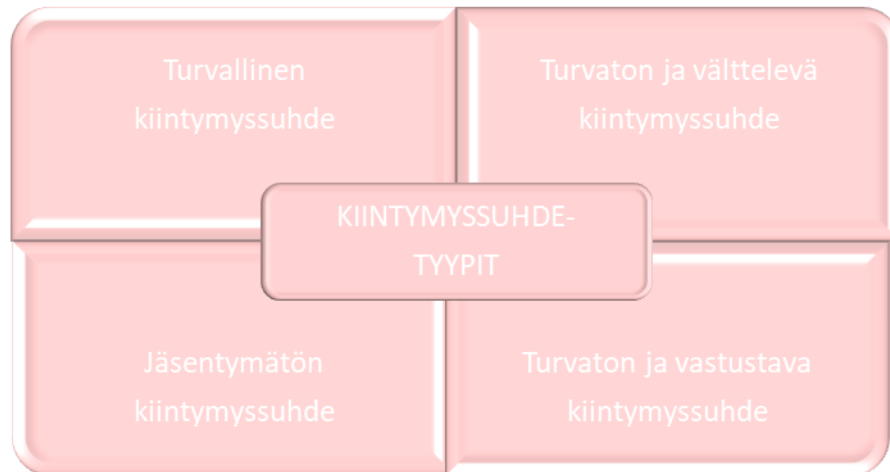 Turvallinen
kiintymyssuhde
Turvaton ja välttelevä
kiintymyssuhde
KIINTYMYSSUHDE-
TYYPIT
Jäsentymätön
kiintymyssuhde
Turvaton ja vastustava
kiintymyssuhde